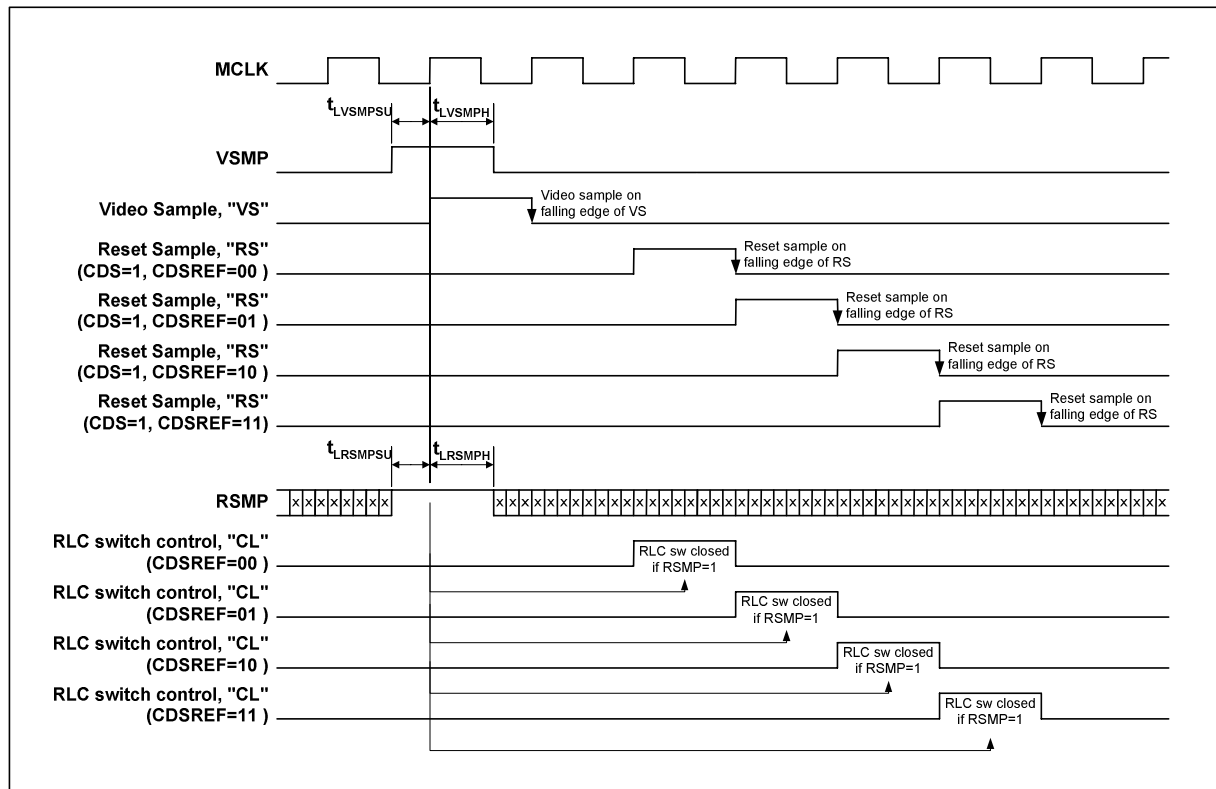 MCLK
tLVSMPSU
tLVSMPH
VSMP
Video Sample, "VS"
Video sample on
falling edge of VS
Reset Sample, "RS"
(CDS=1, CDSREF=00 )
Reset sample on
falling edge of RS
Reset Sample, "RS"
(CDS=1, CDSREF=01 )
Reset sample on
falling edge of RS
Reset Sample, "RS"
(CDS=1, CDSREF=10 )
Reset sample on
falling edge of RS
Reset Sample, "RS"
(CDS=1, CDSREF=11)
Reset sample on
falling edge of RS
tLRSMPSU
tLRSMPH
RSMP
x x x x x x x x
x x x x x x x x x x x x x x x x x x x x x x x x x x x x x x x x x x x x x x x x x x x x x x x x x x x x x
RLC switch control, "CL"
(CDSREF=00 )
RLC sw closed
if RSMP=1
RLC switch control, "CL"
(CDSREF=01 )
RLC sw closed
if RSMP=1
RLC switch control, "CL"
(CDSREF=10 )
RLC sw closed
if RSMP=1
RLC switch control, "CL"
(CDSREF=11 )
RLC sw closed
if RSMP=1